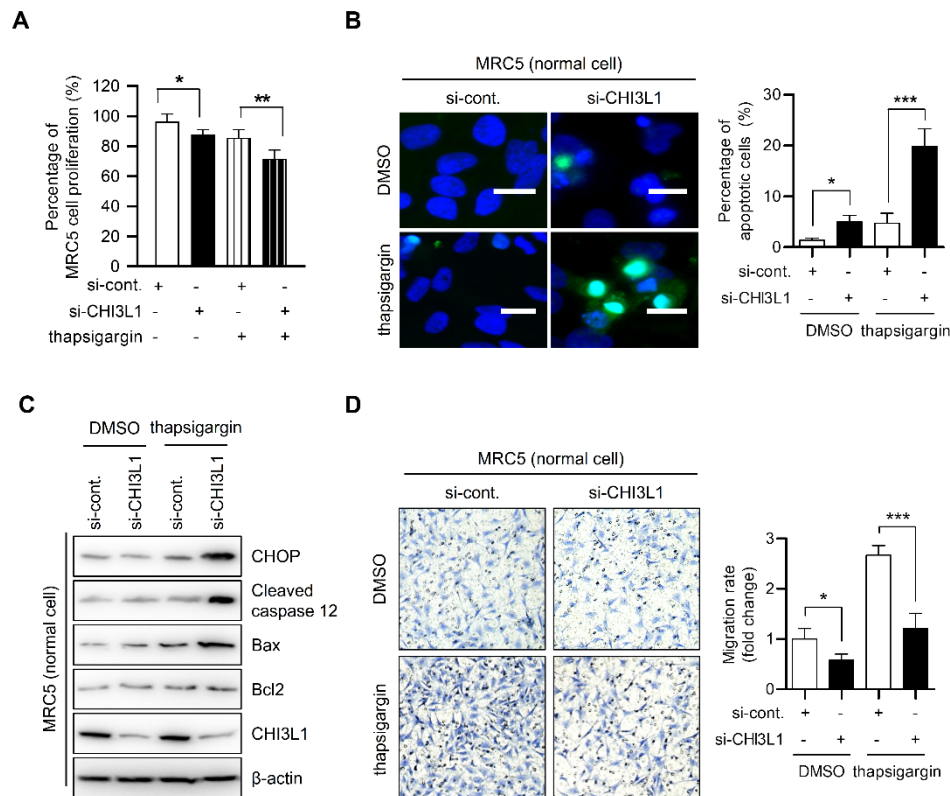 A
Percentage of
MRC5 cell proliferation (%)
120
100
80
60
40
20
0
*
**
si-cont. + - + -
si-CHI3L1 - + - +
thapsigargin - - + +
B
MRC5 (normal cell)
si-cont. si-CHI3L1
DMSO
thapsigargin
Percentage of
apoptotic cells (%)
30
20
10
0
*
***
si-cont. + - + -
si-CHI3L1 - + - +
DMSO thapsigargin
C
DMSO thapsigargin
si-cont. si-CHI3L1 si-cont. si-CHI3L1
MRC5 (normal cell)
CHOP
Cleaved
caspase 12
Bax
Bcl2
CHI3L1
β-actin
D
MRC5 (normal cell)
si-cont. si-CHI3L1
DMSO
thapsigargin
Migration rate
(fold change)
3
2
1
0
*
***
si-cont. + - + -
si-CHI3L1 - + - +
DMSO thapsigargin